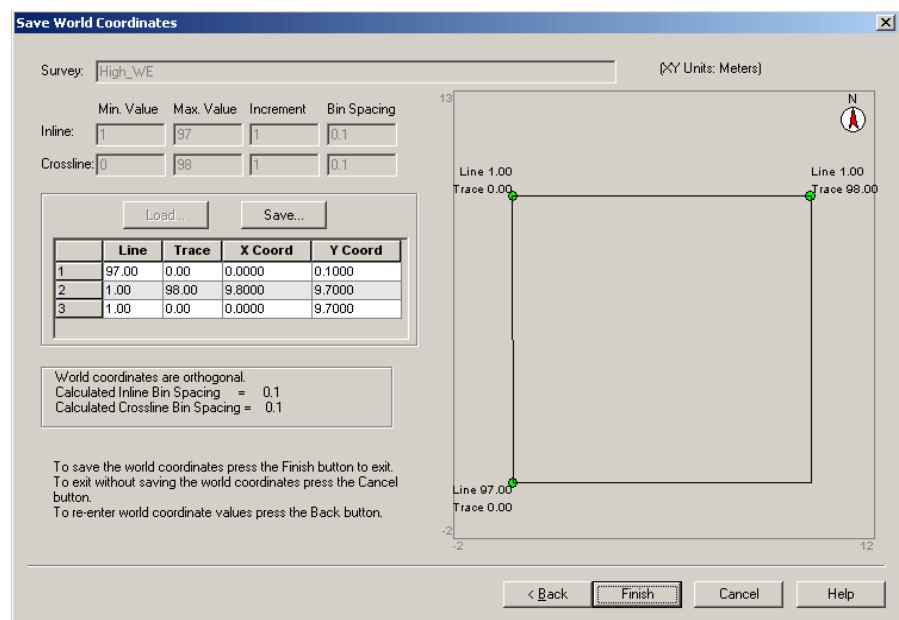 Save World Coordinates
Survey: High_WE (XY Units: Meters)
Min. Value Max. Value Increment Bin Spacing
Inline: 1 97 1 0.1
Crossline: 0 98 1 0.1
Load... Save...
Line Trace X Coord Y Coord
1 97.00 0.00 0.0000 0.1000
2 1.00 98.00 9.8000 9.7000
3 1.00 0.00 0.0000 9.7000
World coordinates are orthogonal.
Calculated Inline Bin Spacing = 0.1
Calculated Crossline Bin Spacing = 0.1
To save the world coordinates press the Finish button to exit.
To exit without saving the world coordinates press the Cancel
button.
To re-enter world coordinate values press the Back button.
13
N
Line 1.00 Line 1.00
Trace 0.00 Trace 98.00
Line 97.00
Trace 0.00
-2
-2 12
< Back Finish Cancel Help